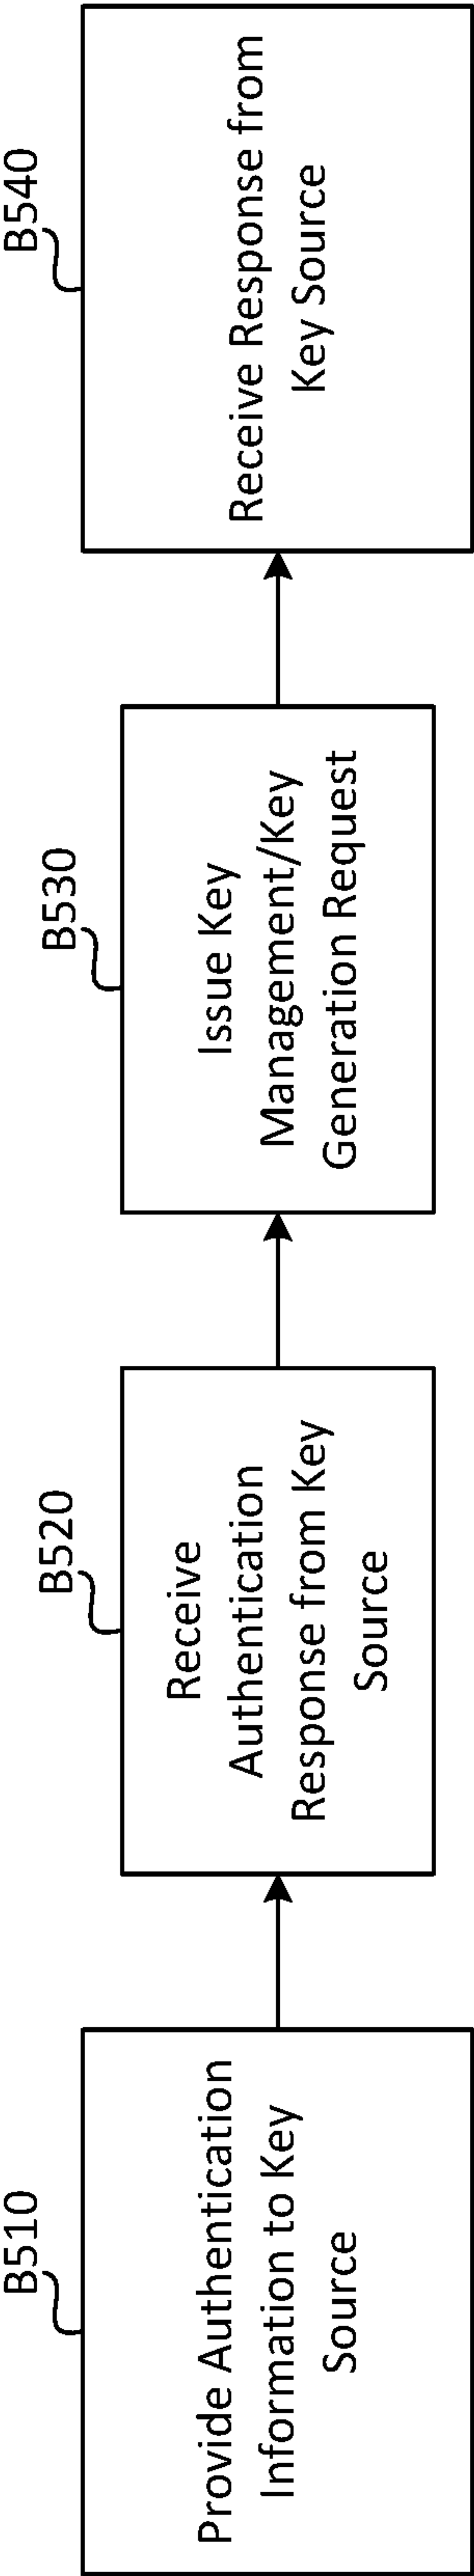 B510
Provide Authentication
Information to Key
Source
B520
Receive
Authentication
Response from Key
Source
B530
Issue Key
Management/Key
Generation Request
B540
Receive Response from
Key Source